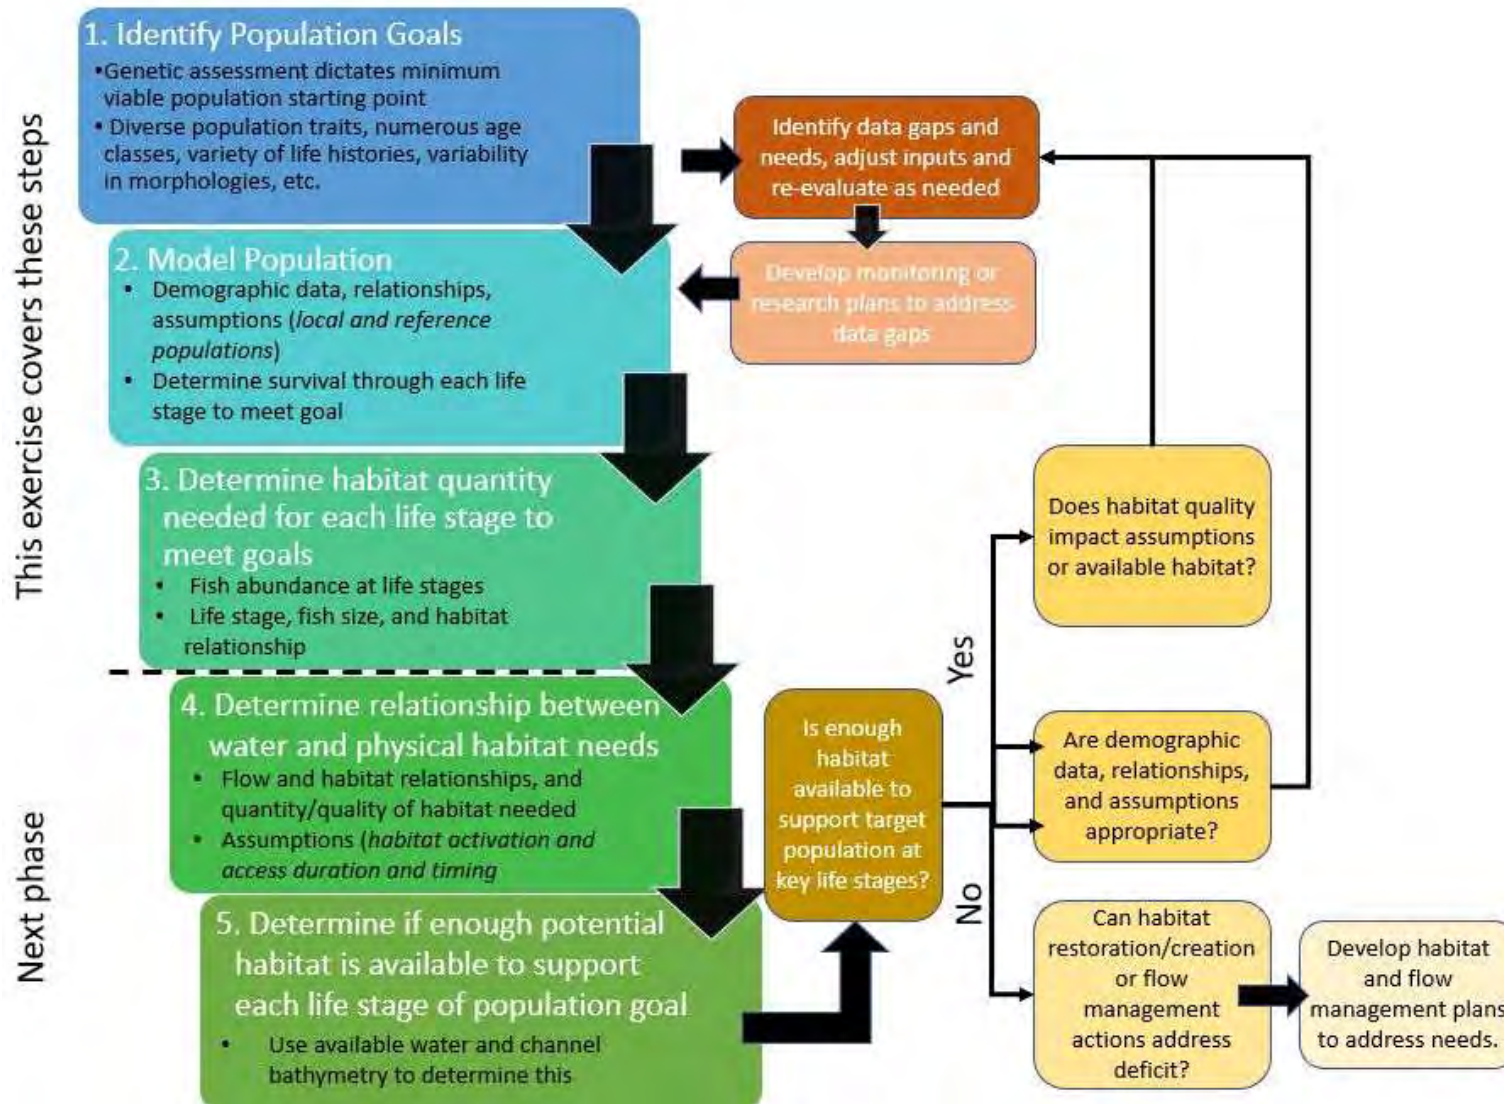 This exercise covers these steps
Next phase
1. Identify Population Goals
•Genetic assessment dictates minimum
viable population starting point
• Diverse population traits, numerous age
classes, variety of life histories, variability
in morphologies, etc.
Identify data gaps and
needs, adjust inputs and
re-evaluate as needed
Develop monitoring or
research plans to address
data gaps
2. Model Population
• Demographic data, relationships,
assumptions (local and reference
populations)
• Determine survival through each life
stage to meet goal
3. Determine habitat quantity
needed for each life stage to
meet goals
• Fish abundance at life stages
• Life stage, fish size, and habitat
relationship
4. Determine relationship between
water and physical habitat needs
• Flow and habitat relationships, and
quantity/quality of habitat needed
• Assumptions (habitat activation and
access duration and timing
5. Determine if enough potential
habitat is available to support
each life stage of population goal
• Use available water and channel
bathymetry to determine this
Is enough
habitat
available to
support target
population at
key life stages?
Yes
No
Does habitat quality
impact assumptions
or available habitat?
Are demographic
data, relationships,
and assumptions
appropriate?
Can habitat
restoration/creation
or flow
management
actions address
deficit?
Develop habitat
and flow
management plans
to address needs.